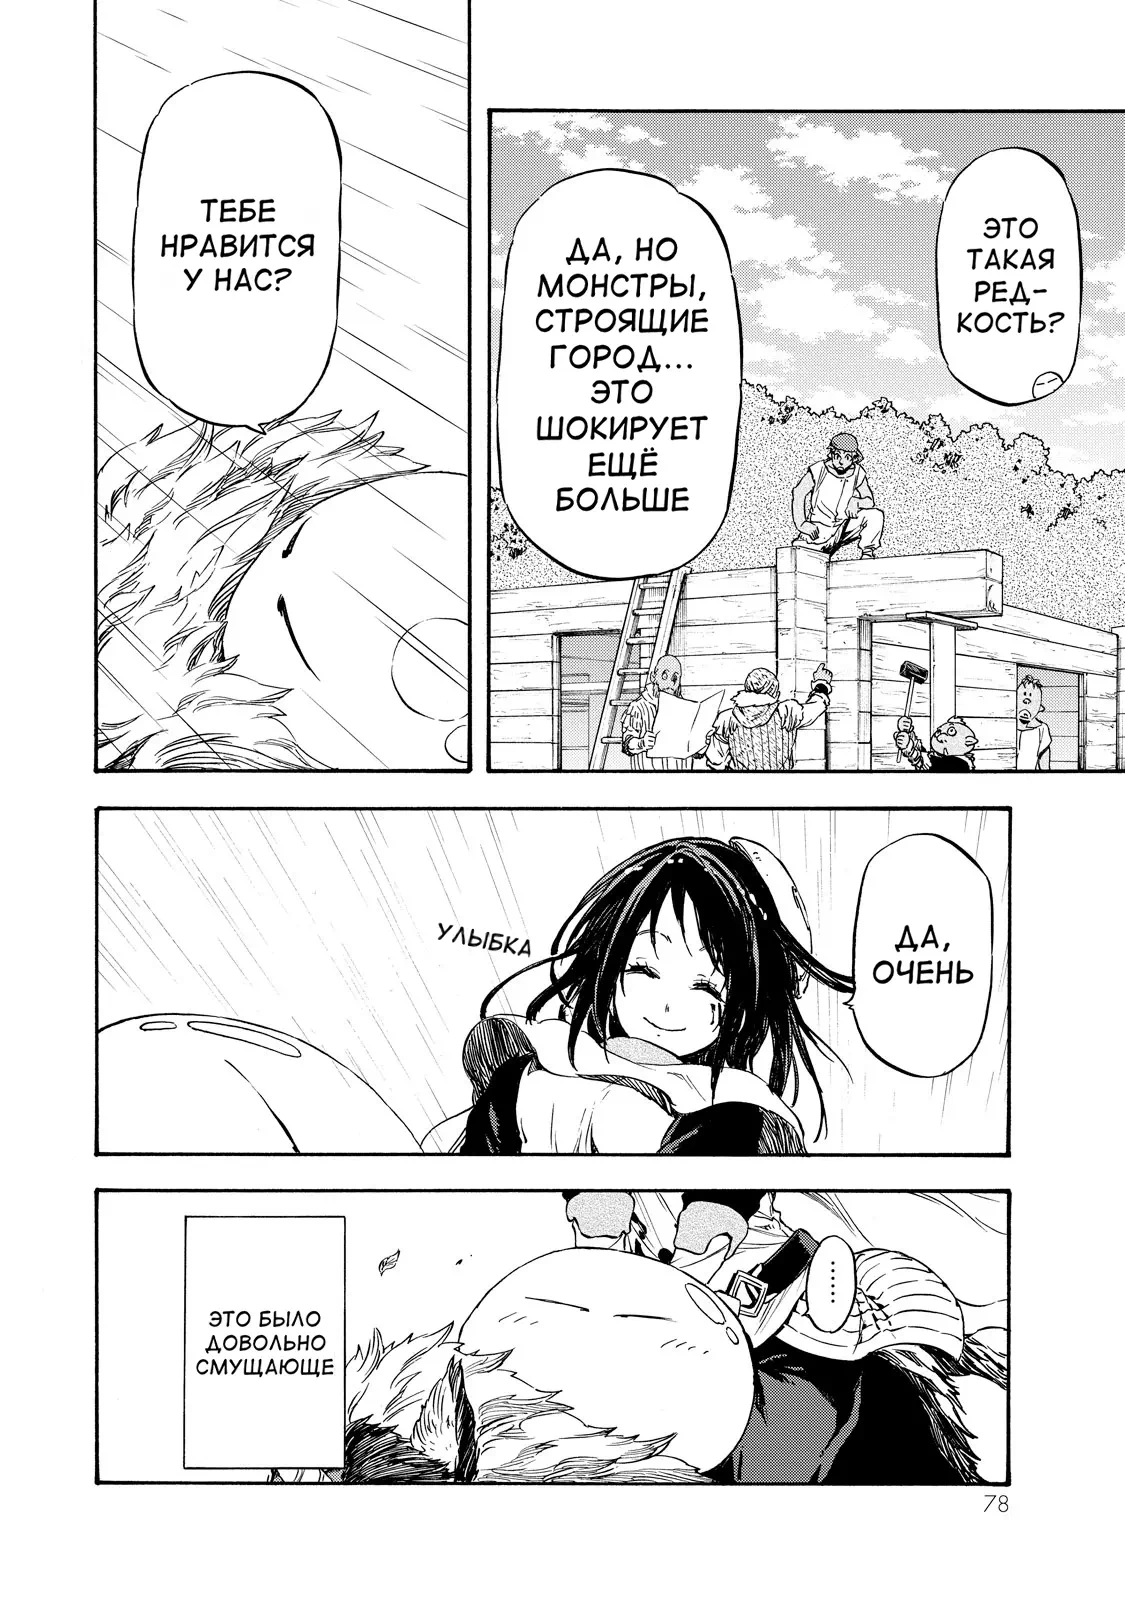 ЭТО
ТАКАЯ
РЕД-
КОСТЬ?
ДА, НО
МОНСТРЫ,
СТРОЯЩИЕ
ГОРОД...
ЭТО
ШОКИРУЕТ
ЕЩЁ
БОЛЬШЕ
ТЕБЕ
НРАВИТСЯ
У НАС?
ДА,
ОЧЕНЬ
УЛЫБКА
........
ЭТО БЫЛО
ДОВОЛЬНО
СМУЩАЮЩЕ
78